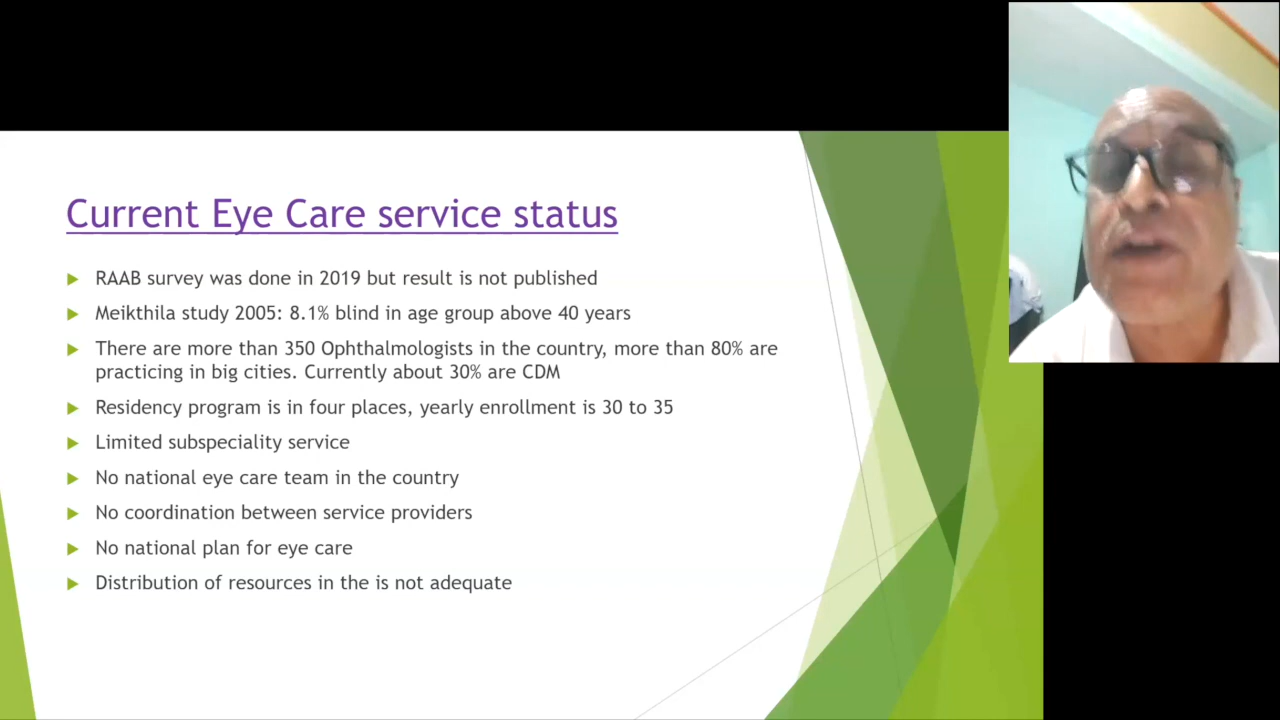 Current Eye Care service status
RAAB survey was done in 2019 but result is not published
Meikthila study 2005: 8.1% blind in age group above 40 years
There are more than 350 Ophthalmologists in the country, more than 80% are
practicing in big cities. Currently about 30% are CDM
Residency program is in four places, yearly enrollment is 30 to 35
Limited subspeciality service
No national eye care team in the country
No coordination between service providers
No national plan for eye care
Distribution of resources in the is not adequate